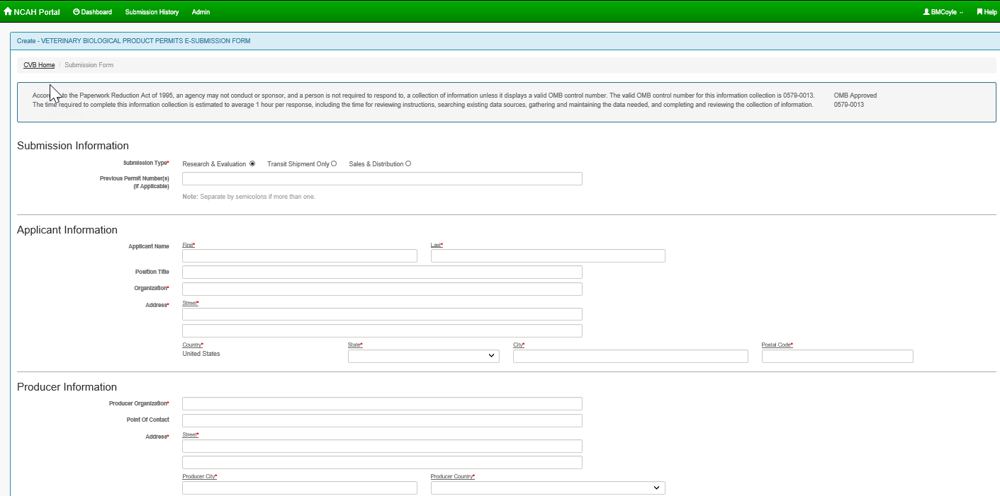 NCAH Portal Dashboard Submission History Admin BMCoyle Help
Create - VETERINARY BIOLOGICAL PRODUCT PERMITS E-SUBMISSION FORM
CVB Home / Submission Form
According to the Paperwork Reduction Act of 1995, an agency may not conduct or sponsor, and a person is not required to respond to, a collection of information unless it displays a valid OMB control number. The valid OMB control number for this information collection is 0579-0013.
The time required to complete this information collection is estimated to average 1 hour per response, including the time for reviewing instructions, searching existing data sources, gathering and maintaining the data needed, and completing and reviewing the collection of information.
OMB Approved
0579-0013
Submission Information
Submission Type* Research & Evaluation Transit Shipment Only Sales & Distribution
Previous Permit Number(s)
(If Applicable)
Note: Separate by semicolons if more than one.
Applicant Information
Applicant Name First* Last*
Position Title
Organization*
Address* Street*
Country* State* City* Postal Code*
United States
Producer Information
Producer Organization*
Point Of Contact
Address* Street*
Producer City* Producer Country*